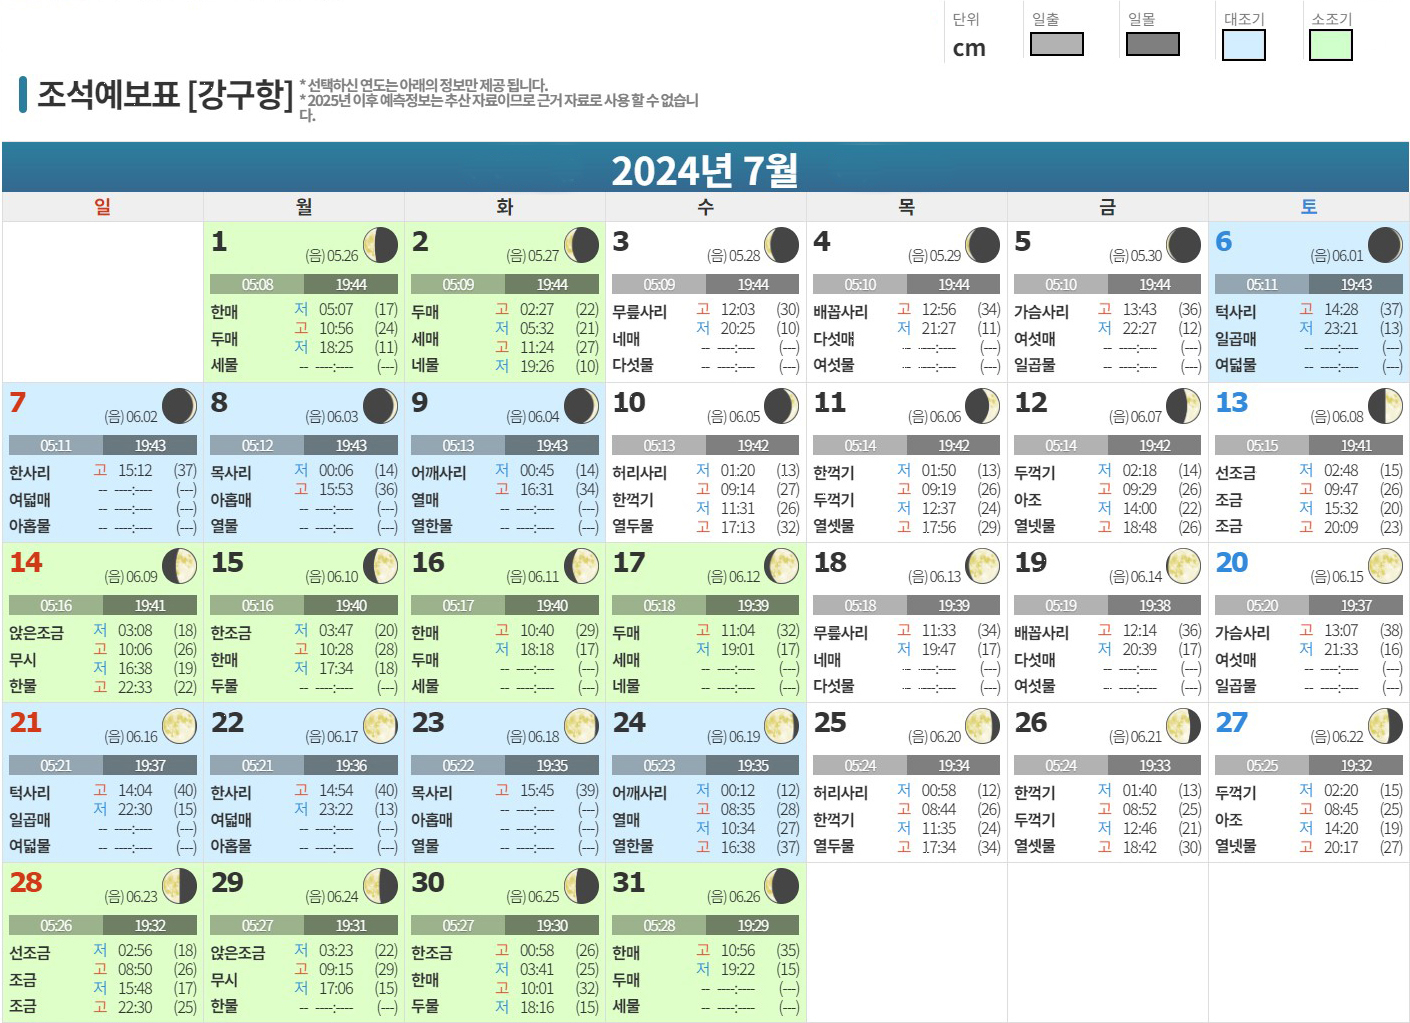 단위 일출 일몰 대조기 소조기
cm
조석예보표 [강구항]
* 선택하신 연도는 아래의 정보만 제공 됩니다.
* 2025년 이후 예측정보는 추산 자료이므로 근거 자료로 사용 할 수 없습니
다.
2024년 7월
일 월 화 수 목 금 토
1 (음) 05.26
05:08 19:44
한매 두매 세물
저 05:07 (17)
고 10:56 (24)
저 18:25 (11)
-- ----:---- (---)
2 (음) 05.27
05:09 19:44
두매 세매 네물
고 02:27 (22)
저 05:32 (21)
고 11:24 (27)
저 19:26 (10)
3 (음) 05.28
05:09 19:44
무릎사리 네매 다섯물
고 12:03 (30)
저 20:25 (10)
-- ----:---- (---)
-- ----:---- (---)
4 (음) 05.29
05:10 19:44
배꼽사리 다섯매 여섯물
고 12:56 (34)
저 21:27 (11)
-- ----:---- (---)
-- ----:---- (---)
5 (음) 05.30
05:10 19:44
가슴사리 여섯매 일곱물
고 13:43 (36)
저 22:27 (12)
-- ----:---- (---)
-- ----:---- (---)
6 (음) 06.01
05:11 19:43
턱사리 일곱매 여덟물
고 14:28 (37)
저 23:21 (13)
-- ----:---- (---)
-- ----:---- (---)
7 (음) 06.02
05:11 19:43
한사리 여덟매 아홉물
고 15:12 (37)
-- ----:---- (---)
-- ----:---- (---)
-- ----:---- (---)
8 (음) 06.03
05:12 19:43
목사리 아홉매 열물
저 00:06 (14)
고 15:53 (36)
-- ----:---- (---)
-- ----:---- (---)
9 (음) 06.04
05:13 19:43
어깨사리 열매 열한물
저 00:45 (14)
고 16:31 (34)
-- ----:---- (---)
-- ----:---- (---)
10 (음) 06.05
05:13 19:42
허리사리 한꺽기 열두물
저 01:20 (13)
고 09:14 (27)
저 11:31 (26)
고 17:13 (32)
11 (음) 06.06
05:14 19:42
한꺽기 두꺽기 열셋물
저 01:50 (13)
고 09:19 (26)
저 12:37 (24)
고 17:56 (29)
12 (음) 06.07
05:14 19:42
두꺽기 아조 열넷물
저 02:18 (14)
고 09:29 (26)
저 14:00 (22)
고 18:48 (26)
13 (음) 06.08
05:15 19:41
선조금 조금 조금
저 02:48 (15)
고 09:47 (26)
저 15:32 (20)
고 20:09 (23)
14 (음) 06.09
05:16 19:41
앉은조금 무시 한물
저 03:08 (18)
고 10:06 (26)
저 16:38 (19)
고 22:33 (22)
15 (음) 06.10
05:16 19:40
한조금 한매 두물
저 03:47 (20)
고 10:28 (28)
저 17:34 (18)
-- ----:---- (---)
16 (음) 06.11
05:17 19:40
한매 두매 세물
고 10:40 (29)
저 18:18 (17)
-- ----:---- (---)
-- ----:---- (---)
17 (음) 06.12
05:18 19:39
두매 세매 네물
고 11:04 (32)
저 19:01 (17)
-- ----:---- (---)
-- ----:---- (---)
18 (음) 06.13
05:18 19:39
무릎사리 네매 다섯물
고 11:33 (34)
저 19:47 (17)
-- ----:---- (---)
-- ----:---- (---)
19 (음) 06.14
05:19 19:38
배꼽사리 다섯매 여섯물
고 12:14 (36)
저 20:39 (17)
-- ----:---- (---)
-- ----:---- (---)
20 (음) 06.15
05:20 19:37
가슴사리 여섯매 일곱물
고 13:07 (38)
저 21:33 (16)
-- ----:---- (---)
-- ----:---- (---)
21 (음) 06.16
05:21 19:37
턱사리 일곱매 여덟물
고 14:04 (40)
저 22:30 (15)
-- ----:---- (---)
-- ----:---- (---)
22 (음) 06.17
05:21 19:36
한사리 여덟매 아홉물
고 14:54 (40)
저 23:22 (13)
-- ----:---- (---)
-- ----:---- (---)
23 (음) 06.18
05:22 19:35
목사리 아홉매 열물
고 15:45 (39)
-- ----:---- (---)
-- ----:---- (---)
-- ----:---- (---)
24 (음) 06.19
05:23 19:35
어깨사리 열매 열한물
저 00:12 (12)
고 08:35 (28)
저 10:34 (27)
고 16:38 (37)
25 (음) 06.20
05:24 19:34
허리사리 한꺽기 열두물
저 00:58 (12)
고 08:44 (26)
저 11:35 (24)
고 17:34 (34)
26 (음) 06.21
05:24 19:33
한꺽기 두꺽기 열셋물
저 01:40 (13)
고 08:52 (25)
저 12:46 (21)
고 18:42 (30)
27 (음) 06.22
05:25 19:32
두꺽기 아조 열넷물
저 02:20 (15)
고 08:45 (25)
저 14:20 (19)
고 20:17 (27)
28 (음) 06.23
05:26 19:32
선조금 조금 조금
저 02:56 (18)
고 08:50 (26)
저 15:48 (17)
고 22:30 (25)
29 (음) 06.24
05:27 19:31
앉은조금 무시 한물
저 03:23 (22)
고 09:15 (29)
저 17:06 (15)
-- ----:---- (---)
30 (음) 06.25
05:27 19:30
한조금 한매 두물
고 00:58 (26)
저 03:41 (25)
고 10:01 (32)
저 18:16 (15)
31 (음) 06.26
05:28 19:29
한매 두매 세물
고 10:56 (35)
저 19:22 (15)
-- ----:---- (---)
-- ----:---- (---)